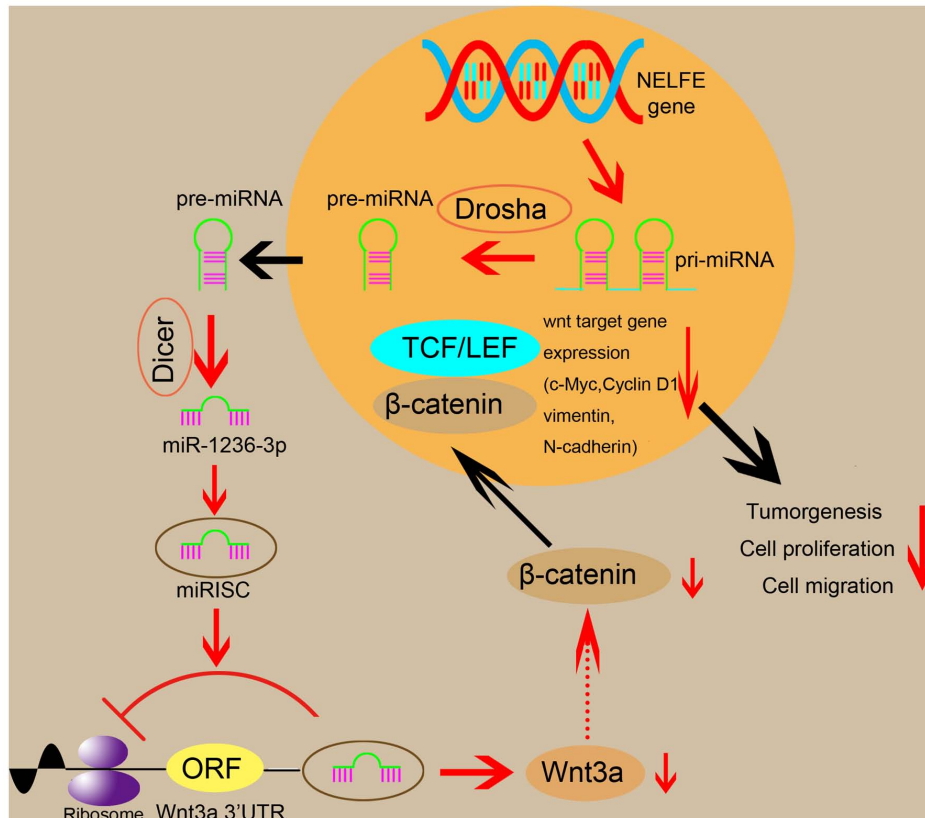 NELFE
gene
pre-miRNA
pre-miRNA
Drosha
pri-miRNA
Dicer
TCF/LEF
β-catenin
wnt target gene
expression
(c-Myc,Cyclin D1
vimentin,
N-cadherin)
miR-1236-3p
Tumorgenesis
Cell proliferation
Cell migration
β-catenin
miRISC
ORF
Wnt3a
Ribosome
Wnt3a 3'UTR